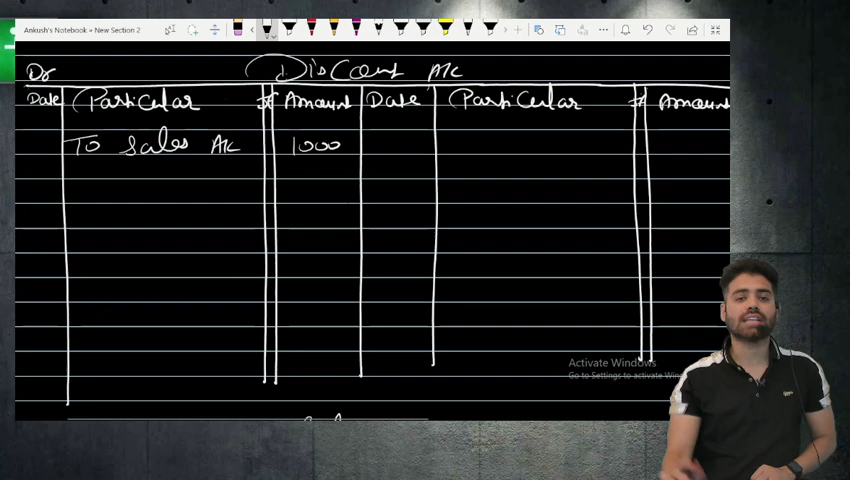 Ankush's Notebook » New Section 2
Dr Discount A/c
Date Particular Amount Date Particular Amount
To Sales A/c 1000
Activate Windows
Go to Settings to activate Win